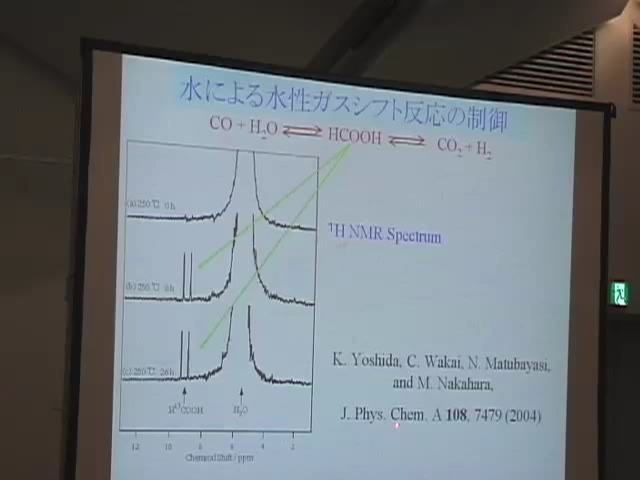 水による水性ガスシフト反応の制御
CO + H₂O ⇌ HCOOH ⇌ CO₂ + H₂
(a) 250℃ 0 h
¹H NMR Spectrum
(b) 250℃
(c) 250℃ 26 h
H¹³COOH H₂O
12 10 8 6 4 2
Chemical Shift / ppm
K. Yoshida, C. Wakai, N. Matubayasi,
and M. Nakahara,
J. Phys. Chem. A 108, 7479 (2004)